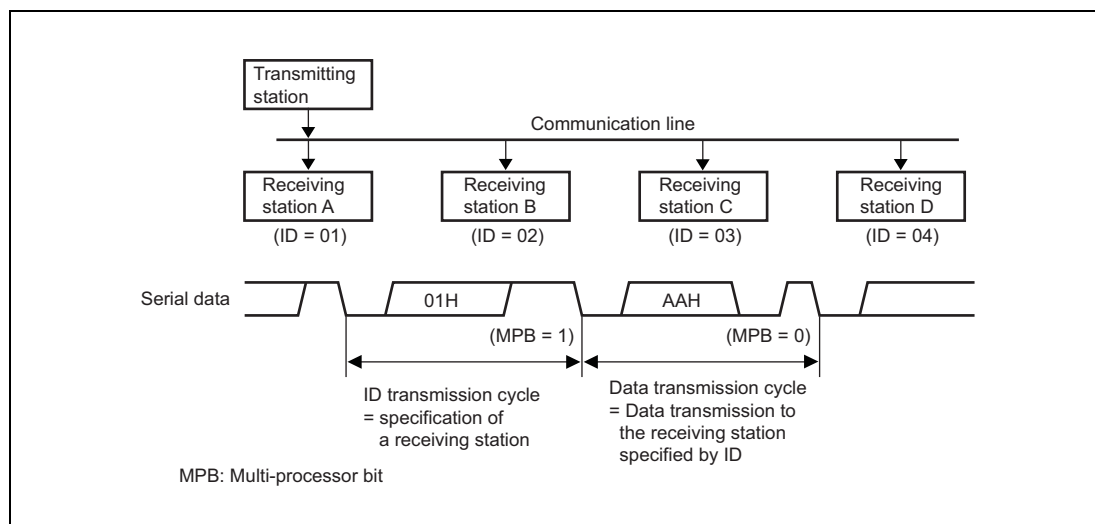 Transmitting
station
Communication line
Receiving
station A
Receiving
station B
Receiving
station C
Receiving
station D
(ID = 01)
(ID = 02)
(ID = 03)
(ID = 04)
Serial data
01H
AAH
(MPB = 1)
(MPB = 0)
ID transmission cycle
= specification of
a receiving station
Data transmission cycle
= Data transmission to
the receiving station
specified by ID
MPB: Multi-processor bit